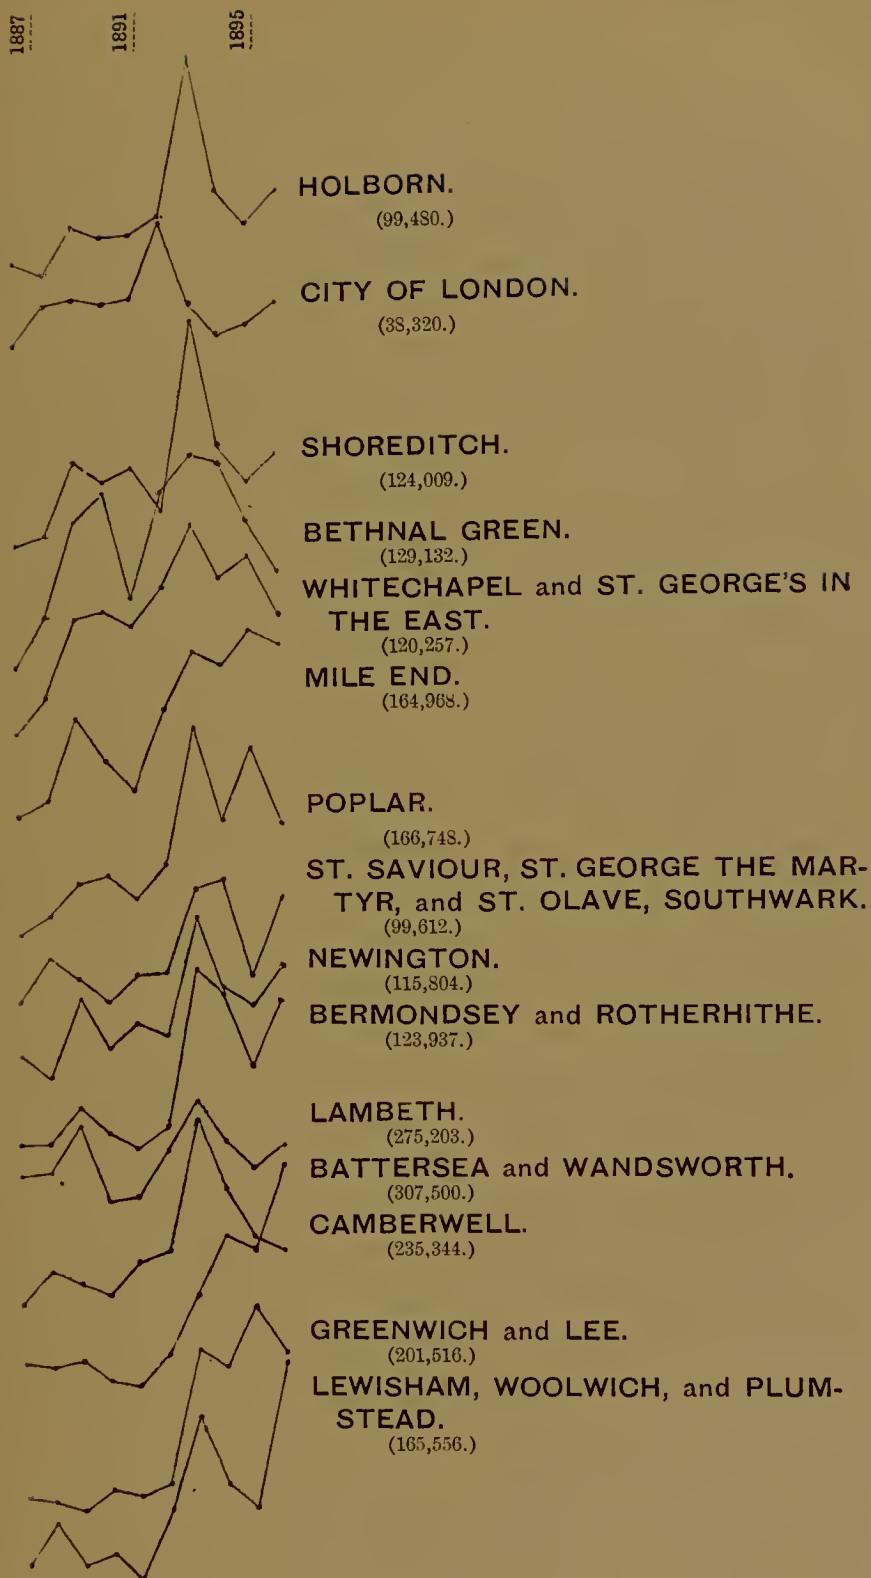 1887
1891
1895
HOLBORN.
(99,480.)
CITY OF LONDON.
(38,320.)
SHOREDITCH.
(124,009.)
BETHNAL GREEN.
(129,132.)
WHITECHAPEL and ST. GEORGE'S IN
THE EAST.
(120,257.)
MILE END.
(164,968.)
POPLAR.
(166,748.)
ST. SAVIOUR, ST. GEORGE THE MAR-
TYR, and ST. OLAVE, SOUTHWARK.
(99,612.)
NEWINGTON.
(115,804.)
BERMONDSEY and ROTHERHITHE.
(123,937.)
LAMBETH.
(275,203.)
BATTERSEA and WANDSWORTH.
(307,500.)
CAMBERWELL.
(235,344.)
GREENWICH and LEE.
(201,516.)
LEWISHAM, WOOLWICH, and PLUM-
STEAD.
(165,556.)